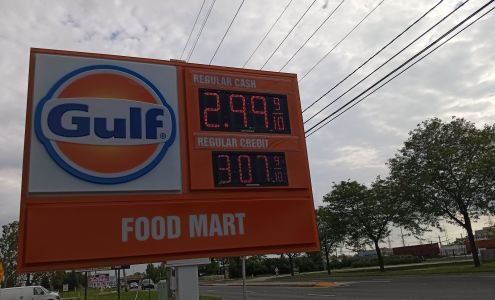 Gulf®
REGULAR CASH
2.99 9/10
REGULAR CREDIT
3.07 9/10
FOOD MART